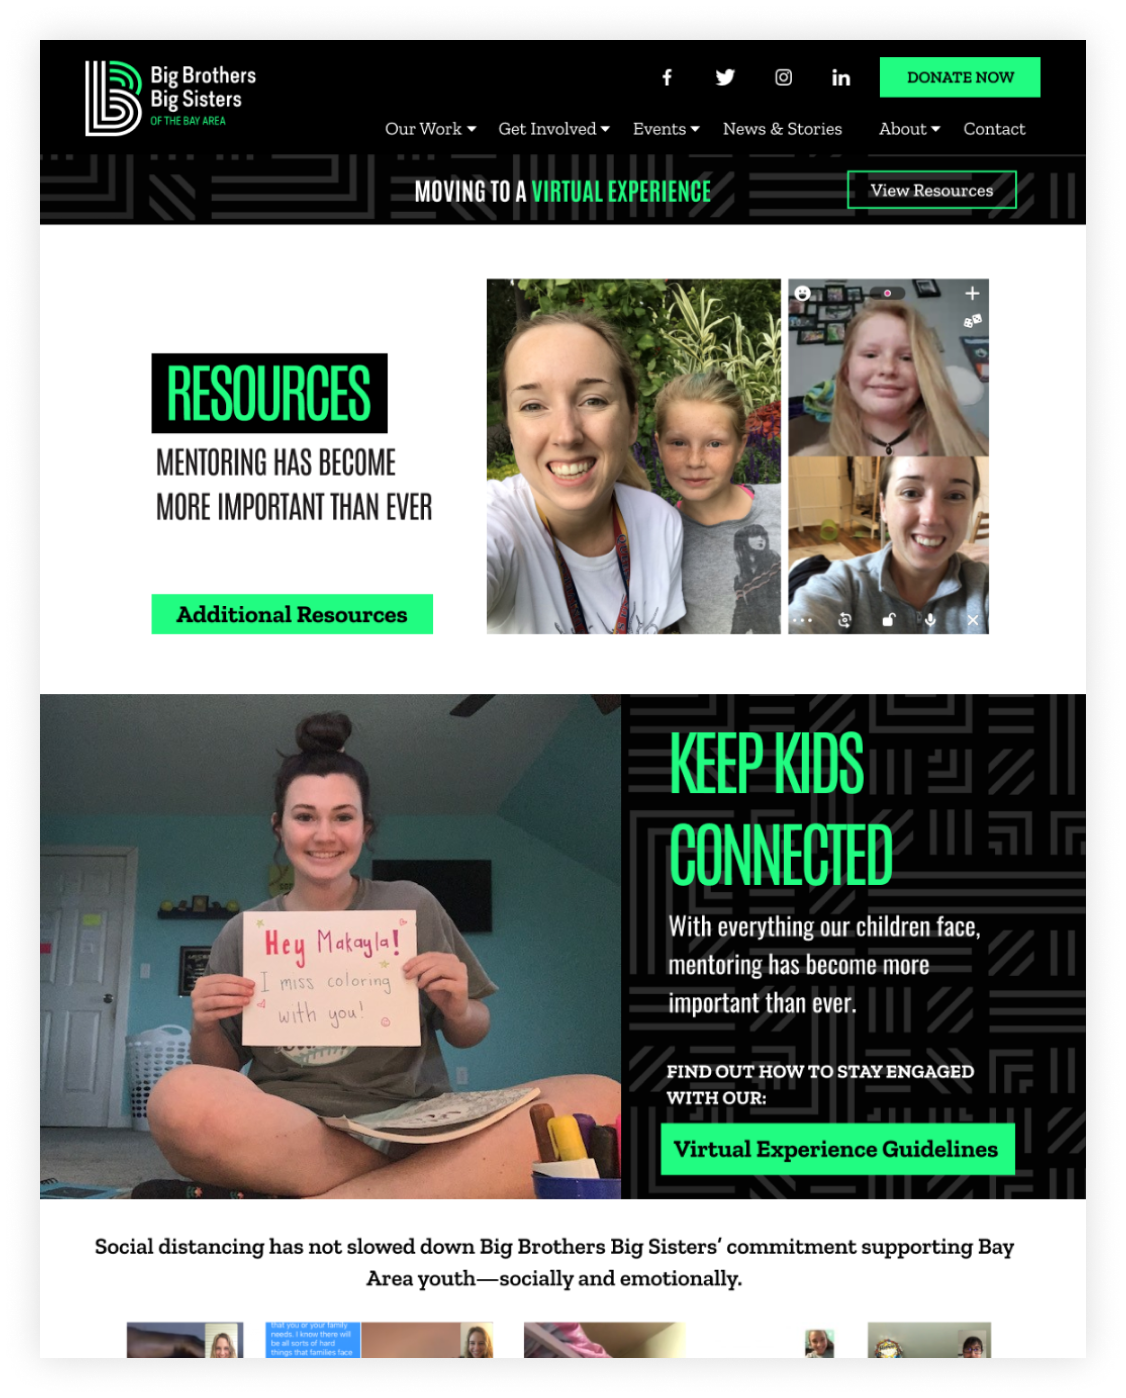 Big Brothers
Big Sisters
OF THE BAY AREA
DONATE NOW
Our Work
Get Involved
Events
News & Stories
About
Contact
MOVING TO A VIRTUAL EXPERIENCE
View Resources
RESOURCES
MENTORING HAS BECOME
MORE IMPORTANT THAN EVER
Additional Resources
Hey Makayla!
I miss coloring
with you!
KEEP KIDS
CONNECTED
With everything our children face,
mentoring has become more
important than ever.
FIND OUT HOW TO STAY ENGAGED
WITH OUR:
Virtual Experience Guidelines
Social distancing has not slowed down Big Brothers Big Sisters’ commitment supporting Bay
Area youth—socially and emotionally.
that you or your family
needs. I know there will
be all sorts of hard
things that families face